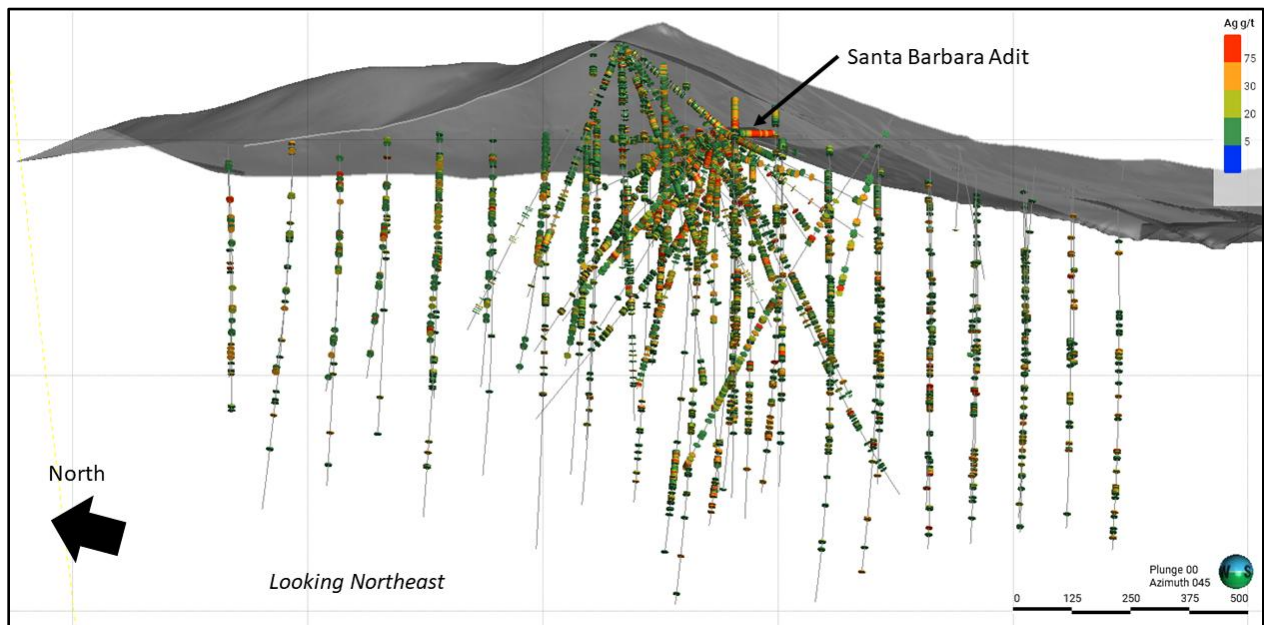 Ag g/t
75
30
20
5
Santa Barbara Adit
North
Looking Northeast
Plunge 00
Azimuth 045
W S
0 125 250 375 500